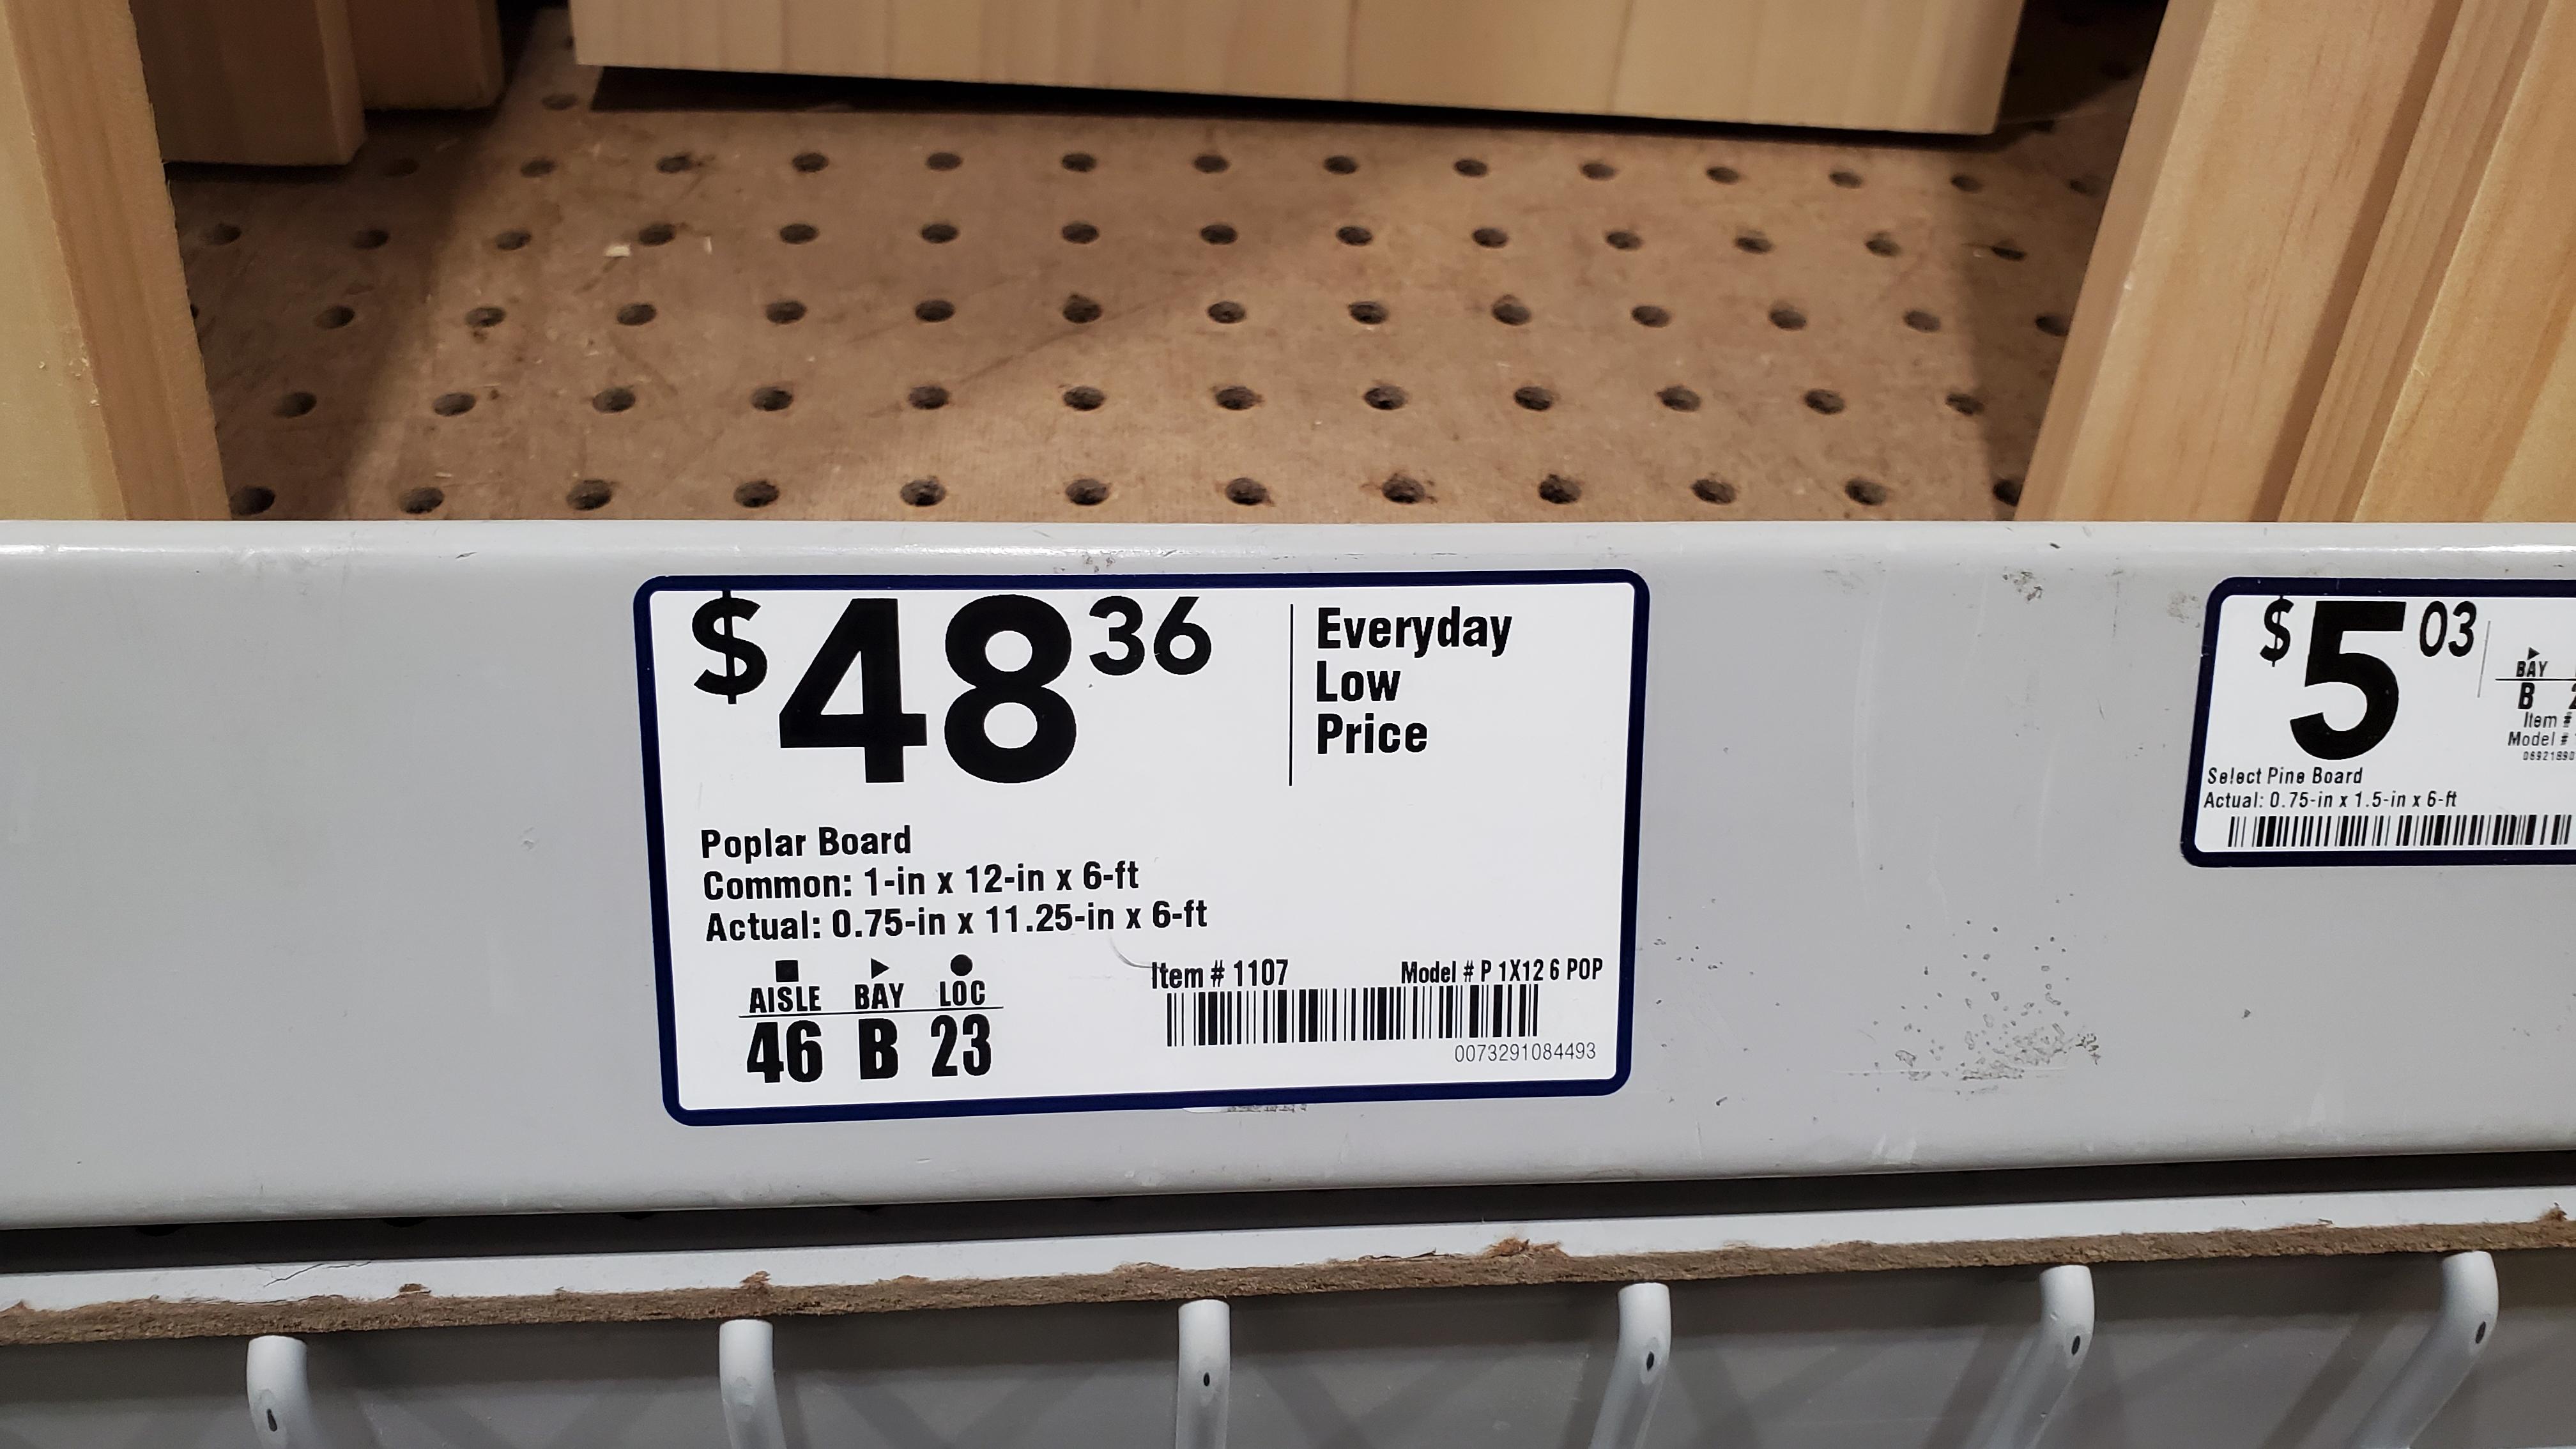 $48 36
Everyday
Low
Price
Poplar Board
Common: 1-in x 12-in x 6-ft
Actual: 0.75-in x 11.25-in x 6-ft
AISLE BAY LOC
46 B 23
Item # 1107 Model # P 1X12 6 POP
0073291084493
$5 03
BAY
B
Item #
Model #
06921890
Select Pine Board
Actual: 0.75-in x 1.5-in x 6-ft